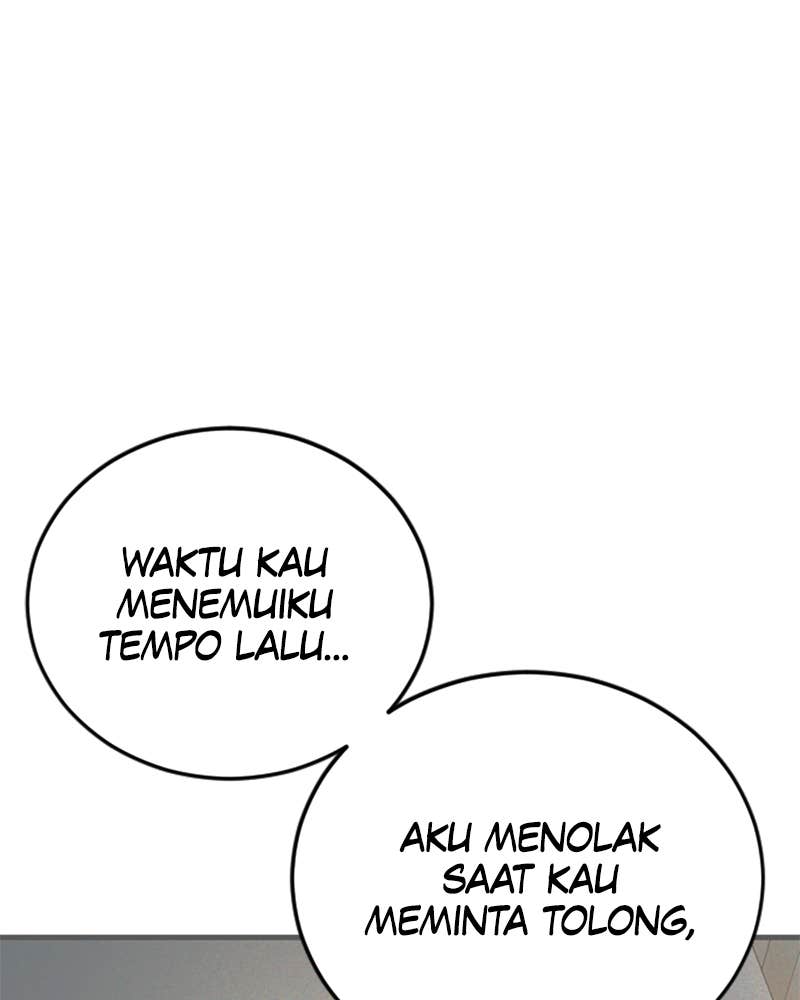 WAKTU KAU
MENEMUIKU
TEMPO LALU...
AKU MENOLAK
SAAT KAU
MEMINTA TOLONG,